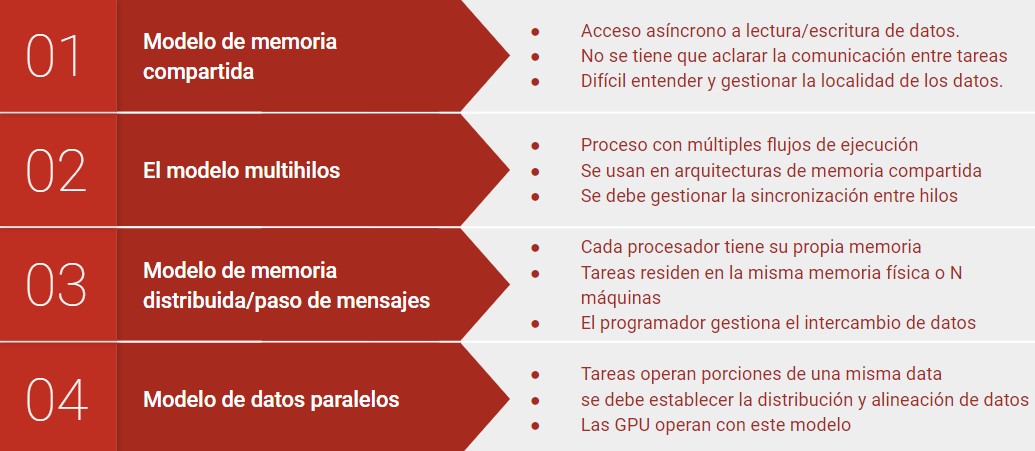 01
Modelo de memoria
compartida
● Acceso asíncrono a lectura/escritura de datos.
● No se tiene que aclarar la comunicación entre tareas
● Difícil entender y gestionar la localidad de los datos.
02
El modelo multihilos
● Proceso con múltiples flujos de ejecución
● Se usan en arquitecturas de memoria compartida
● Se debe gestionar la sincronización entre hilos
03
Modelo de memoria
distribuida/paso de mensajes
● Cada procesador tiene su propia memoria
● Tareas residen en la misma memoria física o N
máquinas
● El programador gestiona el intercambio de datos
04
Modelo de datos paralelos
● Tareas operan porciones de una misma data
● se debe establecer la distribución y alineación de datos
● Las GPU operan con este modelo